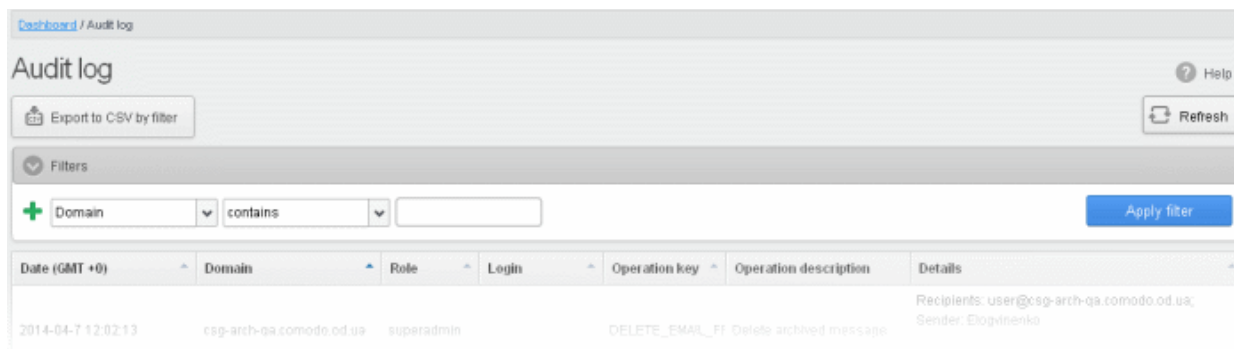 Dashboard / Audit log
Audit log
Help
Export to CSV by filter
Refresh
Filters
Domain contains
Apply filter
Date (GMT +0) Domain Role Login Operation key Operation description Details
Recipients: user@csg-arch-qa.comodo.od.ua;
Sender: Elogvinenko
2014-04-7 12:02:13 csg-arch-qa.comodo.od.ua superadmin DELETE_EMAIL_FI Delete archived message